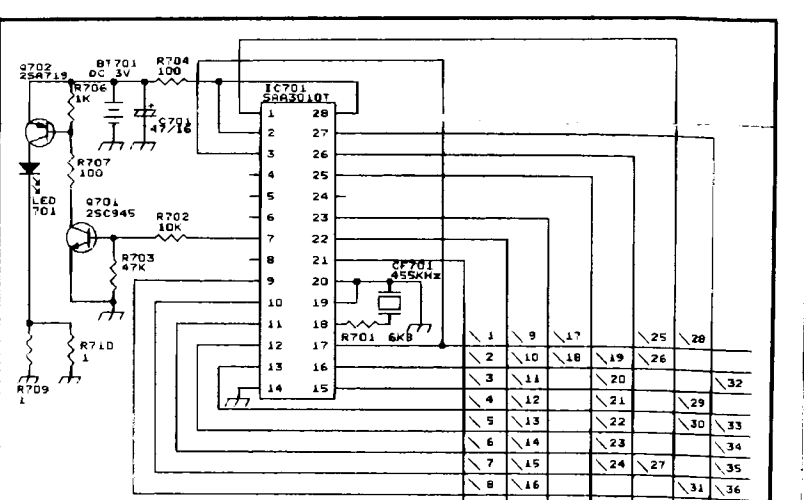 Q702
2SA719
BT701
DC 3V
R704
100
R706
1K
C701
47/16
IC701
SAA3010T
R707
100
LED
701
Q701
2SC945
R702
10K
R703
47K
R710
1
R709
1
CF701
455KHz
R701 6K8
1 28
2 27
3 26
4 25
5 24
6 23
7 22
8 21
9 20
10 19
11 18
12 17
13 16
14 15
1 9 17 25 28
2 10 18 19 26
3 11 20 32
4 12 21 29
5 13 22 30 33
6 14 23 34
7 15 24 27 35
8 16 31 36